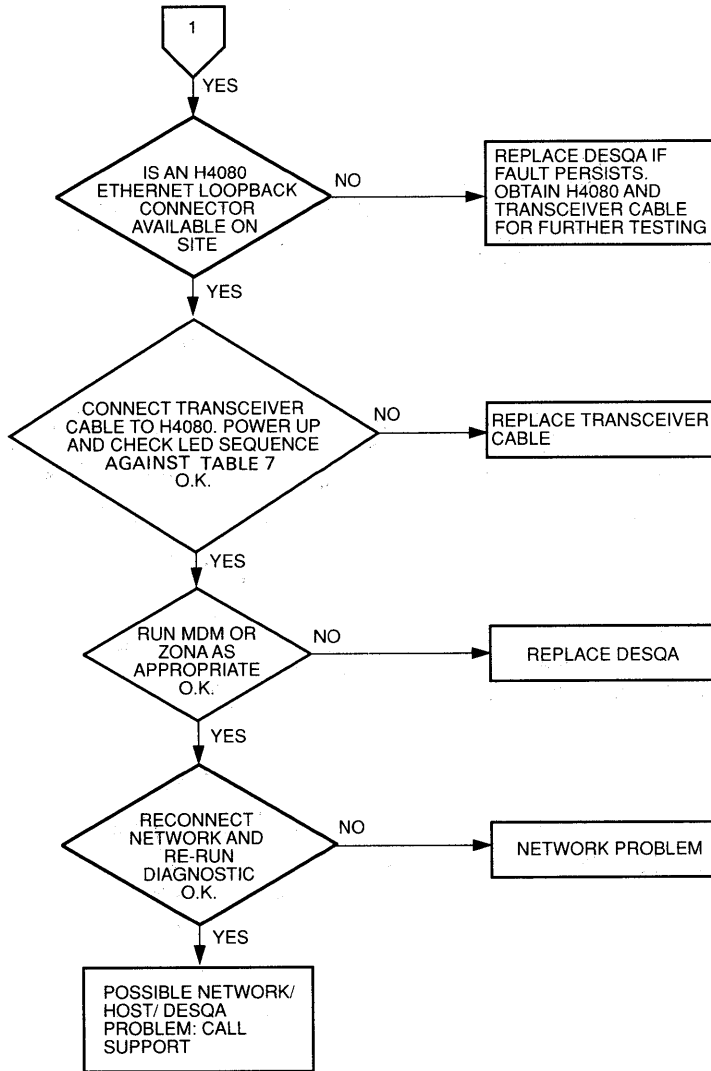 1
YES
IS AN H4080
ETHERNET LOOPBACK
CONNECTOR
AVAILABLE ON
SITE
NO
REPLACE DESQA IF
FAULT PERSISTS.
OBTAIN H4080 AND
TRANSCEIVER CABLE
FOR FURTHER TESTING
YES
CONNECT TRANSCEIVER
CABLE TO H4080. POWER UP
AND CHECK LED SEQUENCE
AGAINST TABLE 7
O.K.
NO
REPLACE TRANSCEIVER
CABLE
YES
RUN MDM OR
ZONA AS
APPROPRIATE
O.K.
NO
REPLACE DESQA
YES
RECONNECT
NETWORK AND
RE-RUN
DIAGNOSTIC
O.K.
NO
NETWORK PROBLEM
YES
POSSIBLE NETWORK/
HOST/ DESQA
PROBLEM: CALL
SUPPORT